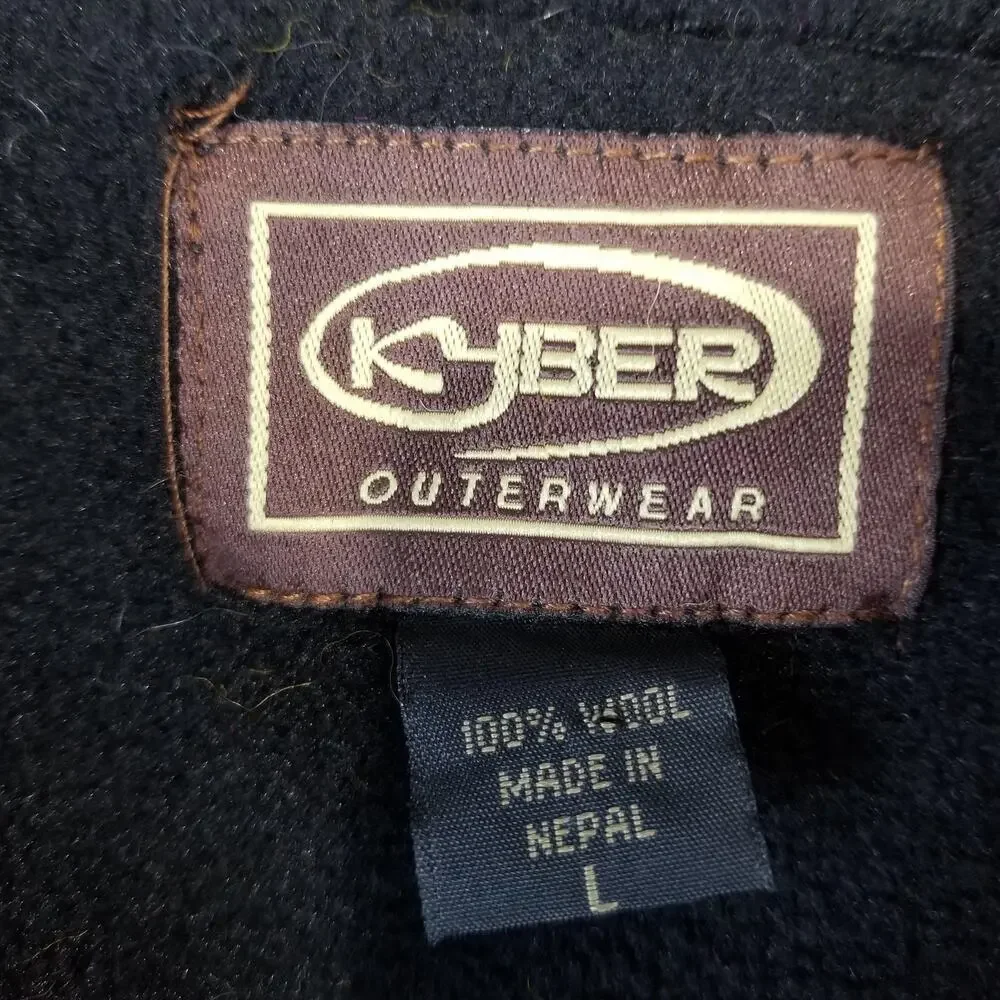 KYBER
OUTERWEAR
100% WOOL
MADE IN
NEPAL
L